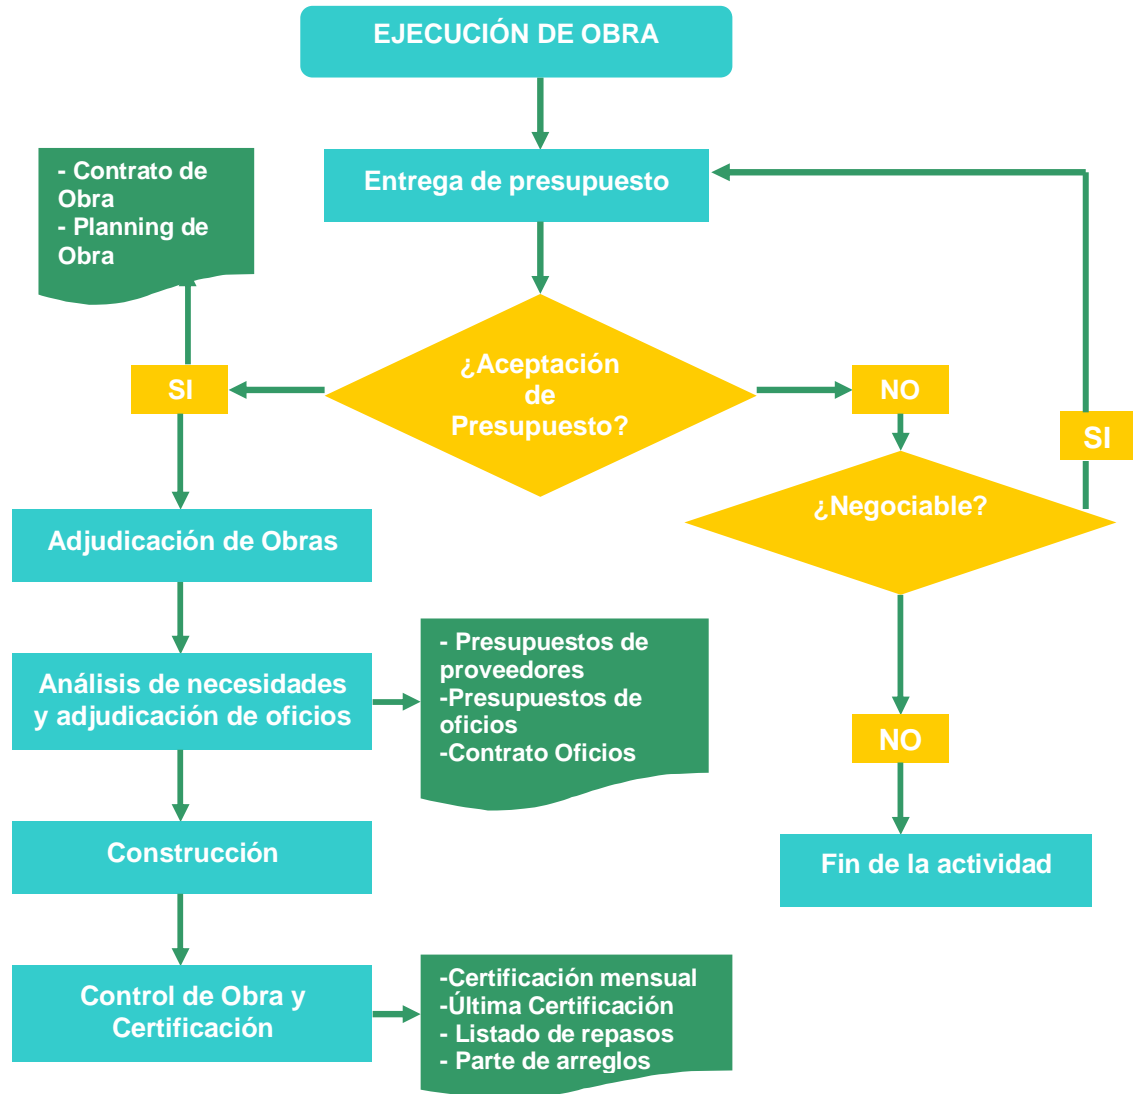 EJECUCIÓN DE OBRA
- Contrato de
Obra
- Planning de
Obra
Entrega de presupuesto
¿Aceptación
de
Presupuesto?
SI
NO
SI
¿Negociable?
Adjudicación de Obras
Análisis de necesidades
y adjudicación de oficios
- Presupuestos de
proveedores
-Presupuestos de
oficios
-Contrato Oficios
NO
Construcción
Fin de la actividad
Control de Obra y
Certificación
-Certificación mensual
-Última Certificación
- Listado de repasos
- Parte de arreglos